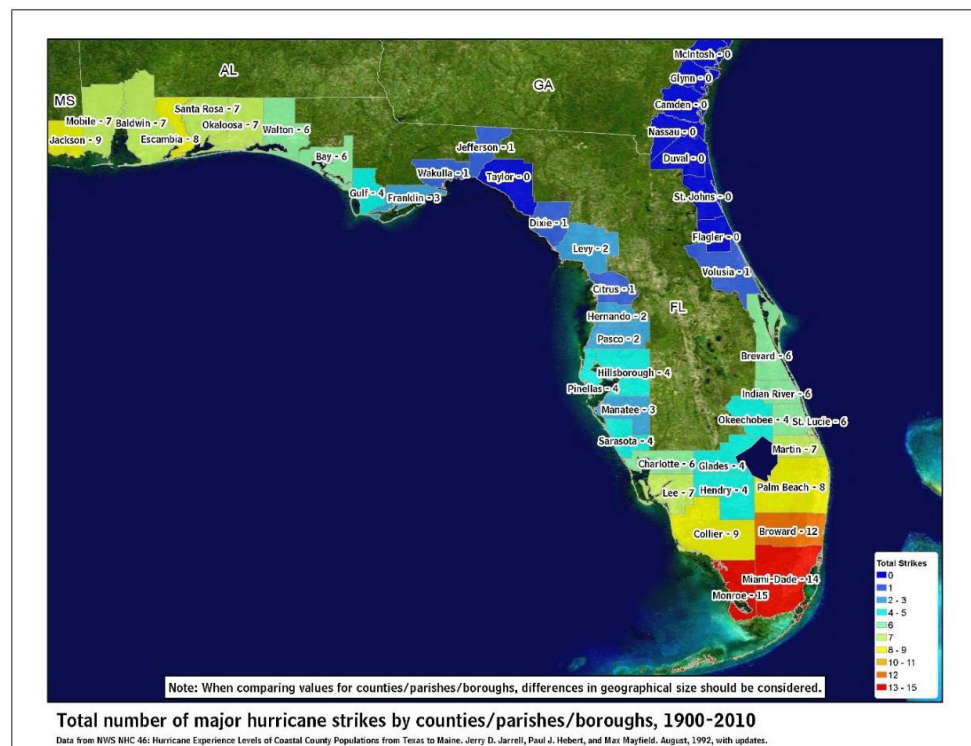 McIntosh - 0
Glynn - 0
Camden - 0
Nassau - 0
Duval - 0
St. Johns - 0
Flagler - 0
Volusia - 1
AL
GA
MS
FL
Santa Rosa - 7
Mobile - 7
Baldwin - 7
Okaloosa - 7
Walton - 6
Jackson - 9
Escambia - 8
Bay - 6
Gulf - 4
Franklin - 3
Wakulla - 1
Jefferson - 1
Taylor - 0
Dixie - 1
Levy - 2
Citrus - 1
Hernando - 2
Pasco - 2
Hillsborough - 4
Pinellas - 4
Manatee - 3
Sarasota - 4
Brevard - 6
Indian River - 6
Okeechobee - 4
St. Lucie - 6
Martin - 7
Charlotte - 6
Glades - 4
Lee - 7
Hendry - 4
Palm Beach - 8
Collier - 9
Broward - 12
Miami-Dade - 14
Monroe - 15
Total Strikes
0
1
2 - 3
4 - 5
6
7
8 - 9
10 - 11
12
13 - 15
Note: When comparing values for counties/parishes/boroughs, differences in geographical size should be considered.
Total number of major hurricane strikes by counties/parishes/boroughs, 1900-2010
Data from NWS NHC 46: Hurricane Experience Levels of Coastal County Populations from Texas to Maine. Jerry D. Jarrell, Paul J. Hebert, and Max Mayfield. August, 1992, with updates.